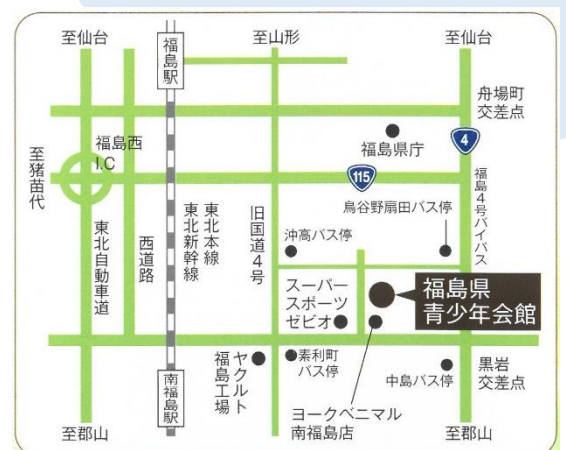 至仙台
福島駅
至山形
至仙台
舟場町
交差点
福島西
I.C
至猪苗代
福島県庁
4
115
福島4号バイパス
鳥谷野扇田バス停
東北自動車道
西道路
東北新幹線
東北本線
旧国道4号
沖高バス停
スーパー
スポーツ
ゼビオ
福島県
青少年会館
ヤクルト
福島工場
素利町
バス停
中島バス停
黒岩
交差点
南福島駅
ヨークベニマル
南福島店
至郡山
至郡山